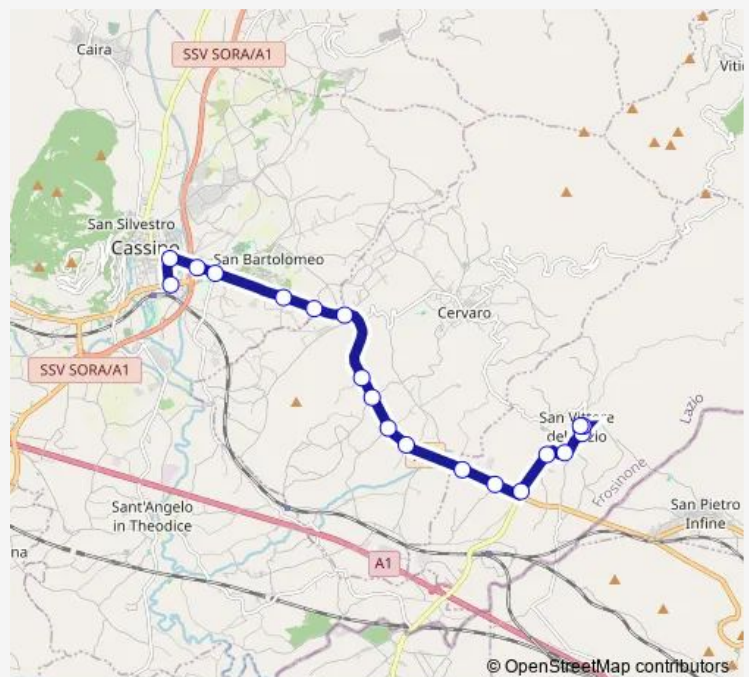 Caira
SSV SORA/A1
Viti
San Silvestro
Cassino
San Bartolomeo
Cervaro
SSV SORA/A1
Lazio
San Vittore
del Lazio
Frosinone
Sant'Angelo
in Theodice
San Pietro
Infine
na
A1
© OpenStreetMap contributors